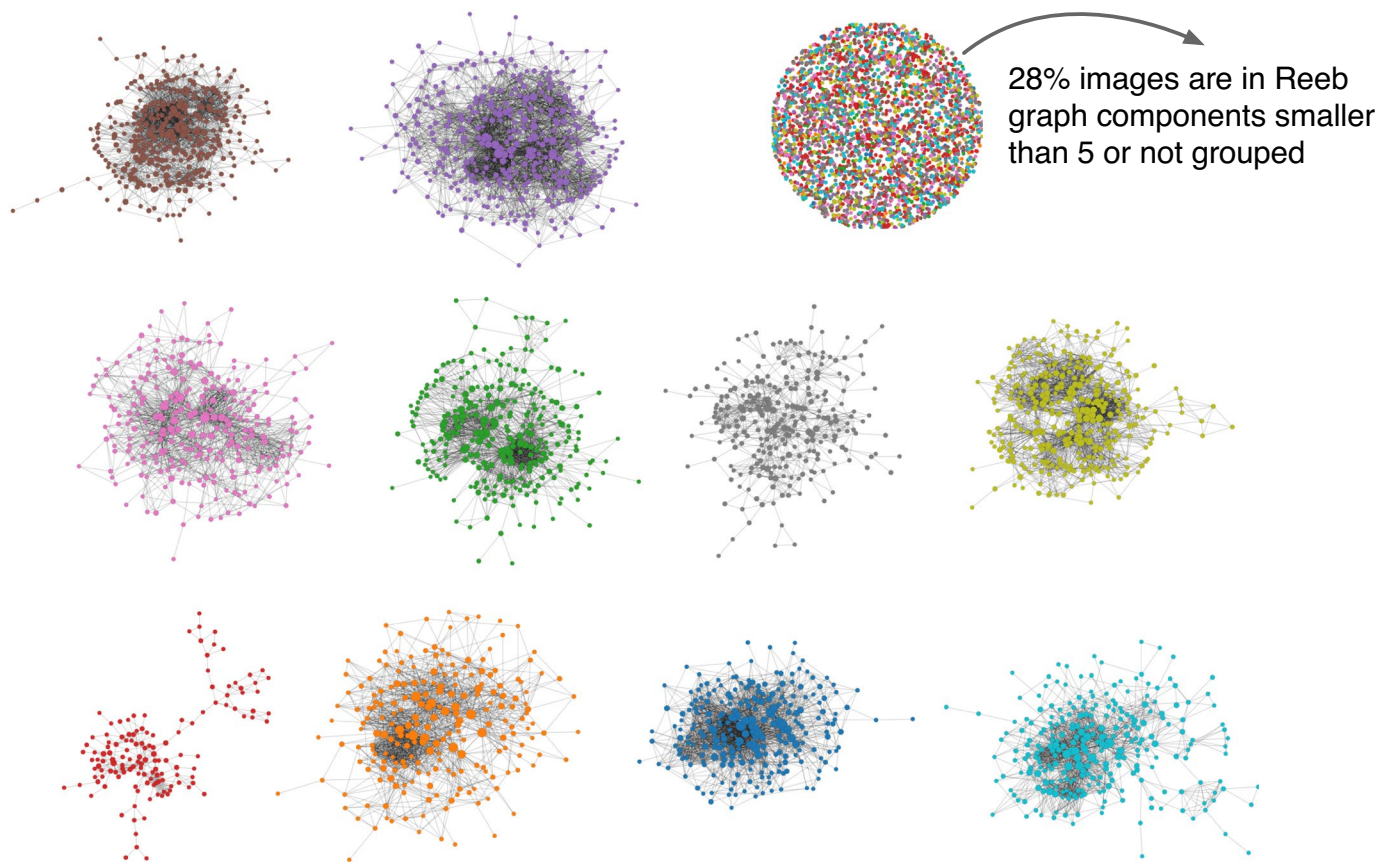 28% images are in Reeb
graph components smaller
than 5 or not grouped